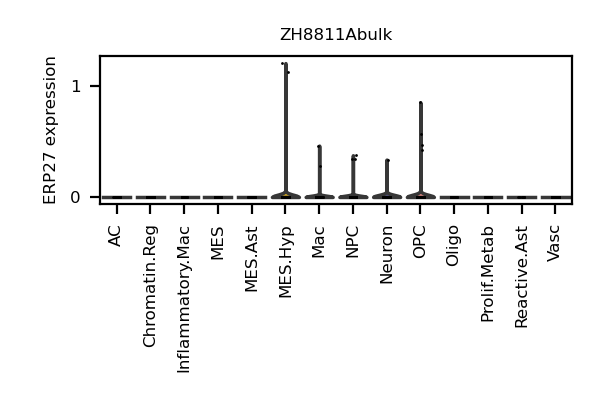 ZH8811Abulk
ERP27 expression
1
0
AC
Chromatin.Reg
Inflammatory.Mac
MES
MES.Ast
MES.Hyp
Mac
NPC
Neuron
OPC
Oligo
Prolif.Metab
Reactive.Ast
Vasc